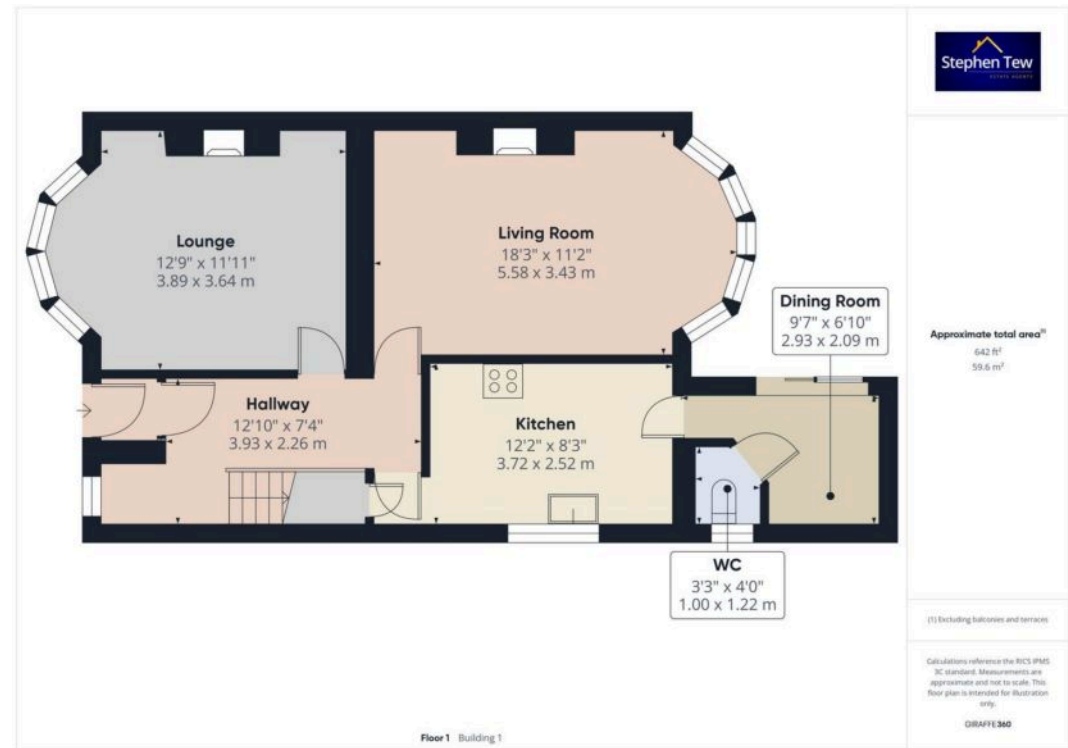 Stephen Tew
ESTATE AGENTS
Lounge
12'9" x 11'11"
3.89 x 3.64 m
Living Room
18'3" x 11'2"
5.58 x 3.43 m
Dining Room
9'7" x 6'10"
2.93 x 2.09 m
Hallway
12'10" x 7'4"
3.93 x 2.26 m
Kitchen
12'2" x 8'3"
3.72 x 2.52 m
WC
3'3" x 4'0"
1.00 x 1.22 m
Approximate total area(1)
642 ft²
59.6 m²
(1) Excluding balconies and terraces
Calculations reference the RICS IPMS
3C standard. Measurements are
approximate and not to scale. This
floor plan is intended for illustration
only.
GIRAFFE360
Floor 1 Building 1